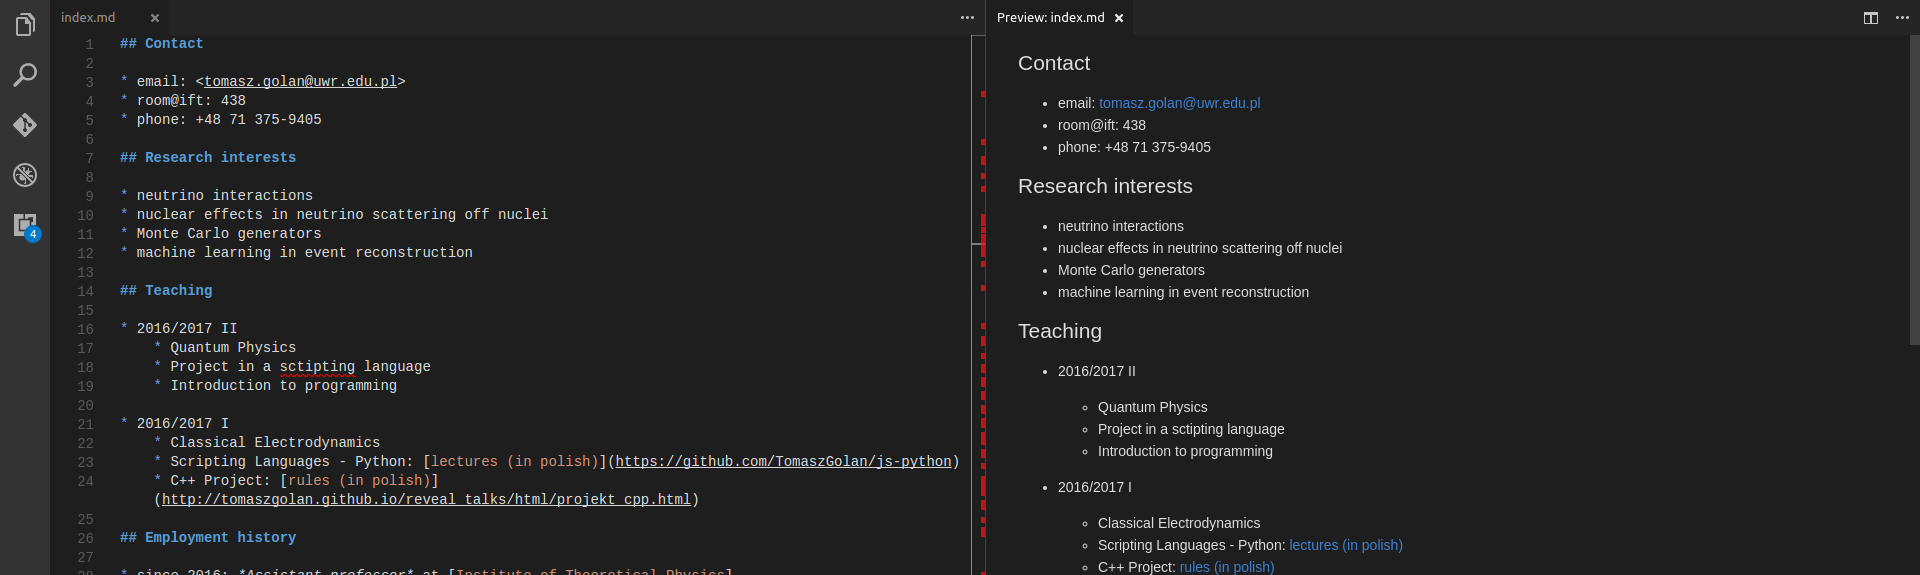 index.md
1 ## Contact
2
3 * email: <tomasz.golan@uwr.edu.pl>
4 * room@ift: 438
5 * phone: +48 71 375-9405
6
7 ## Research interests
8
9 * neutrino interactions
10 * nuclear effects in neutrino scattering off nuclei
11 * Monte Carlo generators
12 * machine learning in event reconstruction
13
14 ## Teaching
15
16 * 2016/2017 II
17 * Quantum Physics
18 * Project in a sctipting language
19 * Introduction to programming
20
21 * 2016/2017 I
22 * Classical Electrodynamics
23 * Scripting Languages - Python: [lectures (in polish)](https://github.com/TomaszGolan/js-python)
24 * C++ Project: [rules (in polish)]
(http://tomaszgolan.github.io/reveal_talks/html/projekt_cpp.html)
25
26 ## Employment history
27
28 * since 2016: *Assistant professor* at [Institute of Theoretical Physics]
4
Preview: index.md
Contact
• email: tomasz.golan@uwr.edu.pl
• room@ift: 438
• phone: +48 71 375-9405
Research interests
• neutrino interactions
• nuclear effects in neutrino scattering off nuclei
• Monte Carlo generators
• machine learning in event reconstruction
Teaching
• 2016/2017 II
◦ Quantum Physics
◦ Project in a sctipting language
◦ Introduction to programming
• 2016/2017 I
◦ Classical Electrodynamics
◦ Scripting Languages - Python: lectures (in polish)
◦ C++ Project: rules (in polish)